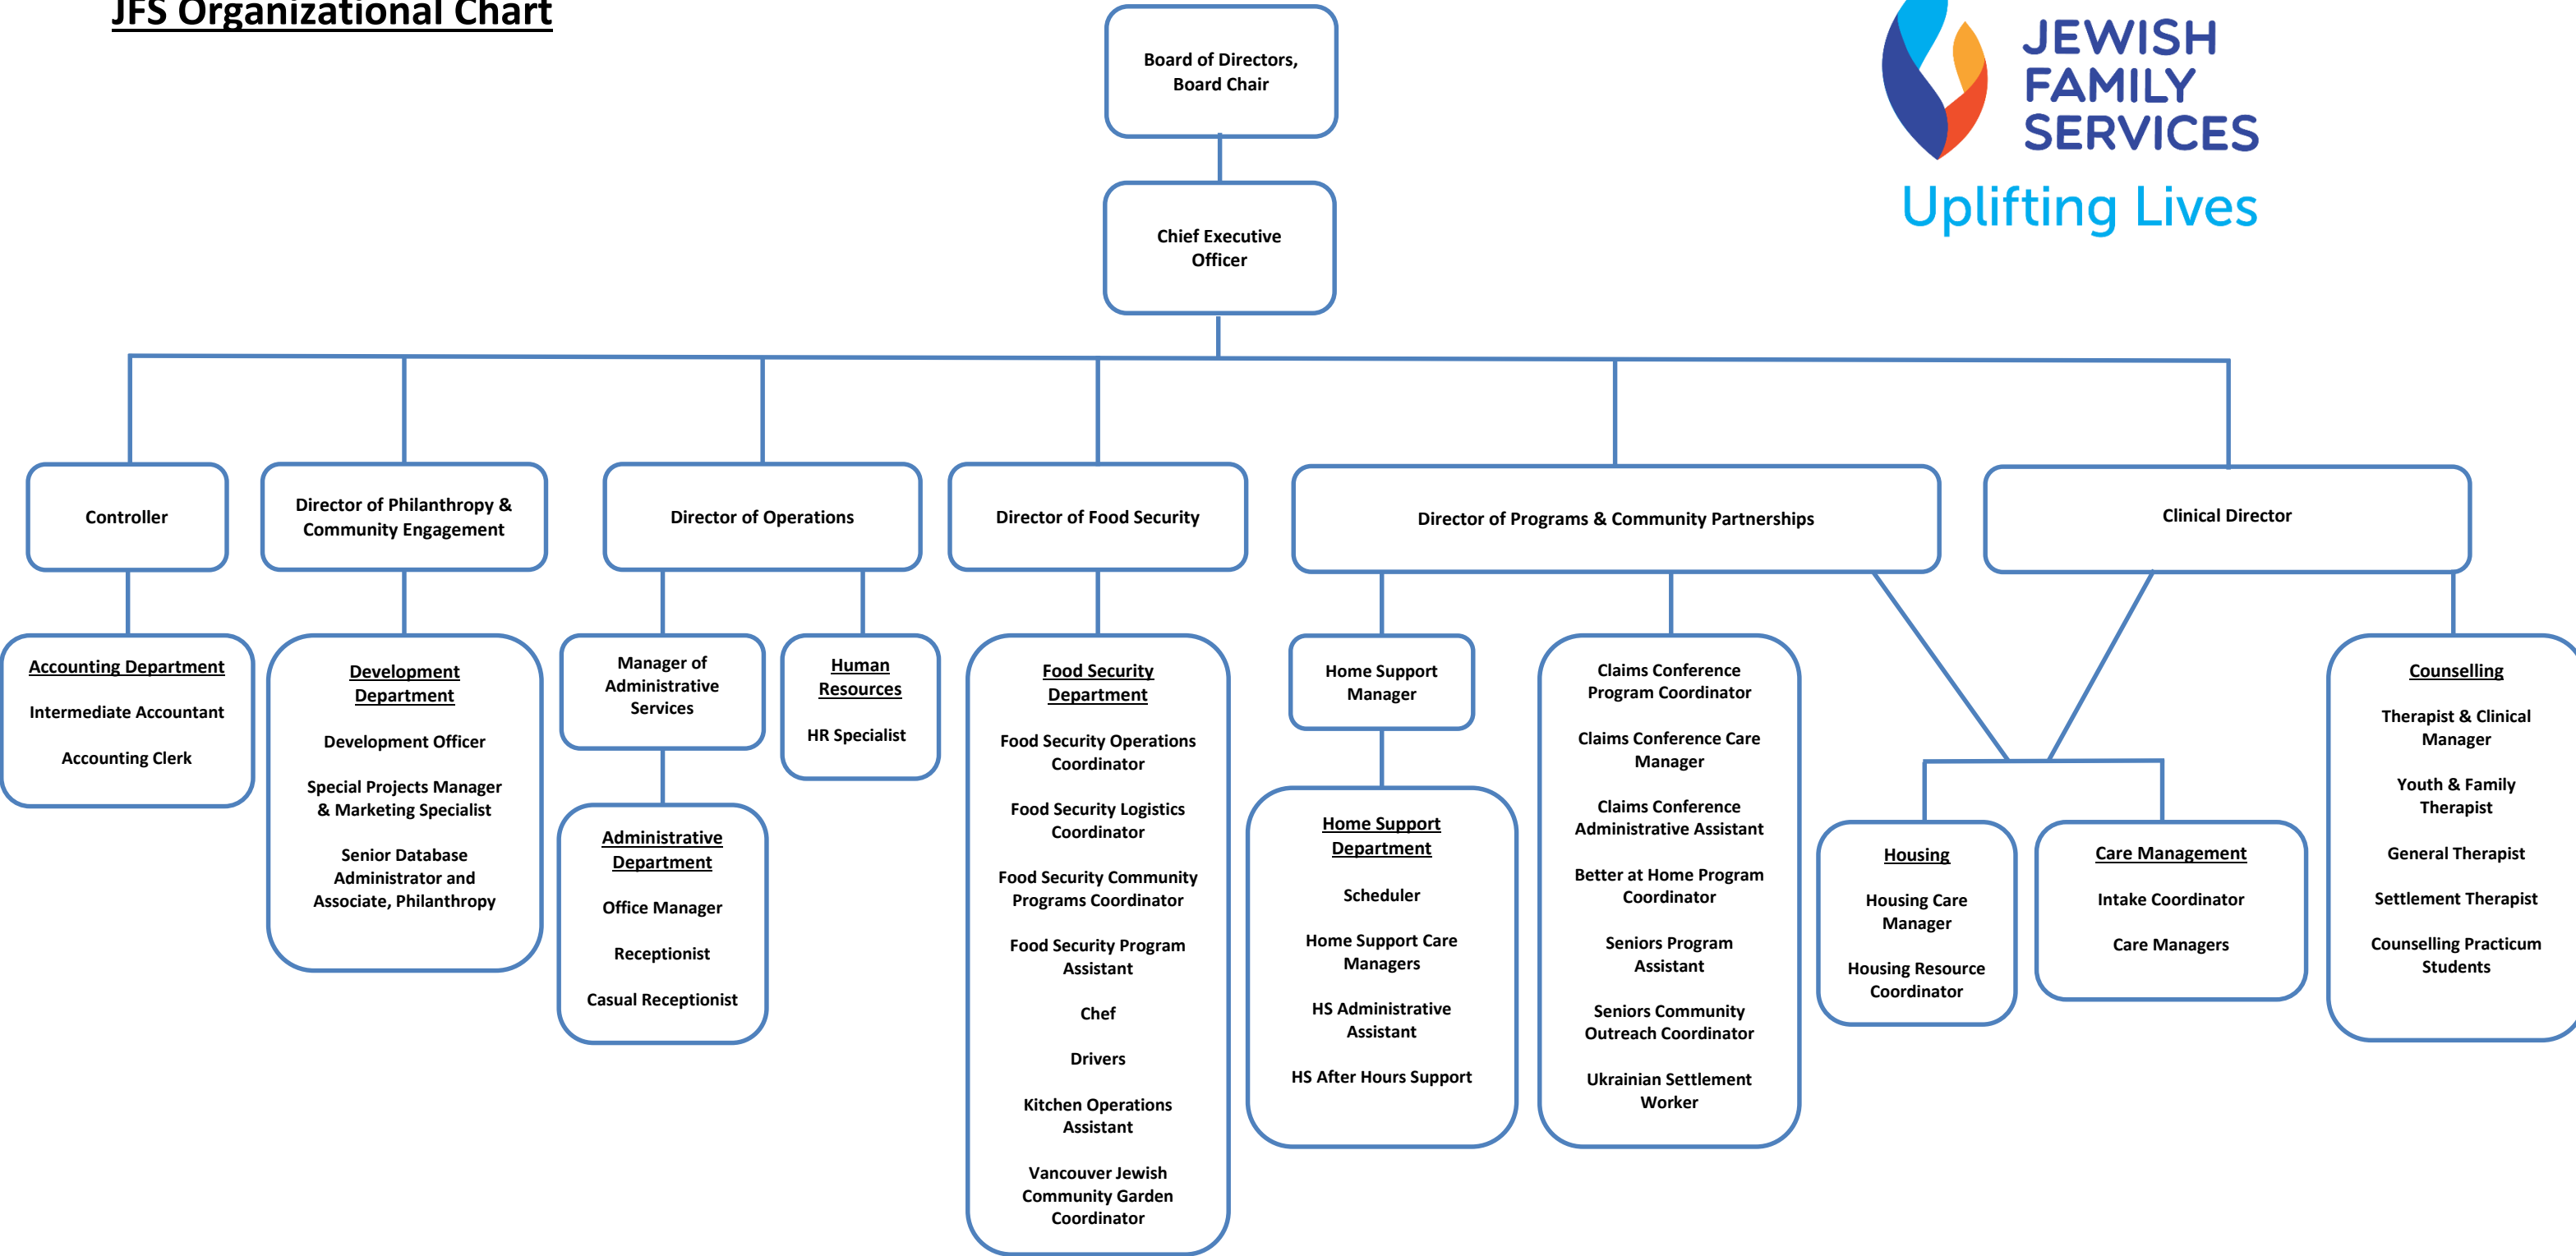 JFS Organizational Chart
JEWISH
FAMILY
SERVICES
Uplifting Lives
Board of Directors,
Board Chair
Chief Executive
Officer
Controller
Director of Philanthropy &
Community Engagement
Director of Operations
Director of Food Security
Director of Programs & Community Partnerships
Clinical Director
Accounting Department
Intermediate Accountant
Accounting Clerk
Development
Department
Development Officer
Special Projects Manager
& Marketing Specialist
Senior Database
Administrator and
Associate, Philanthropy
Manager of
Administrative
Services
Administrative
Department
Office Manager
Receptionist
Casual Receptionist
Human
Resources
HR Specialist
Food Security
Department
Food Security Operations
Coordinator
Food Security Logistics
Coordinator
Food Security Community
Programs Coordinator
Food Security Program
Assistant
Chef
Drivers
Kitchen Operations
Assistant
Vancouver Jewish
Community Garden
Coordinator
Home Support
Manager
Home Support
Department
Scheduler
Home Support Care
Managers
HS Administrative
Assistant
HS After Hours Support
Claims Conference
Program Coordinator
Claims Conference Care
Manager
Claims Conference
Administrative Assistant
Better at Home Program
Coordinator
Seniors Program
Assistant
Seniors Community
Outreach Coordinator
Ukrainian Settlement
Worker
Housing
Housing Care
Manager
Housing Resource
Coordinator
Care Management
Intake Coordinator
Care Managers
Counselling
Therapist & Clinical
Manager
Youth & Family
Therapist
General Therapist
Settlement Therapist
Counselling Practicum
Students